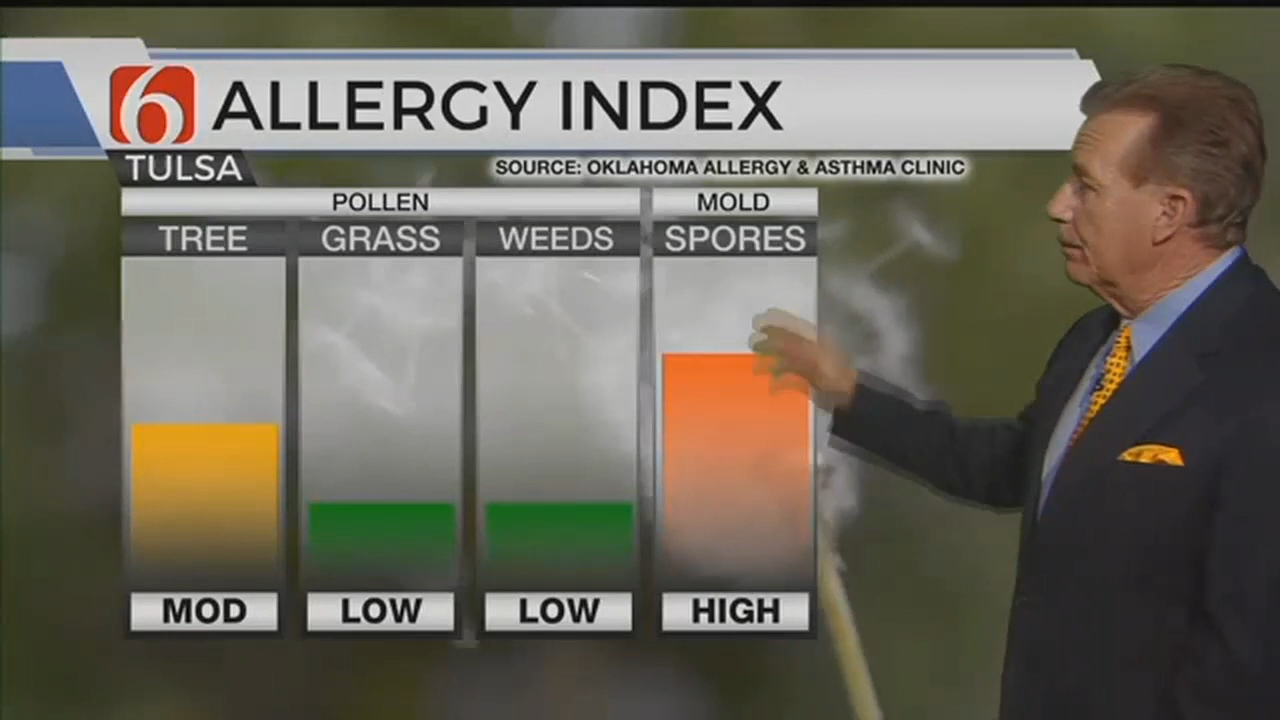 6 ALLERGY INDEX
TULSA
SOURCE: OKLAHOMA ALLERGY & ASTHMA CLINIC
POLLEN MOLD
TREE GRASS WEEDS SPORES
MOD LOW LOW HIGH